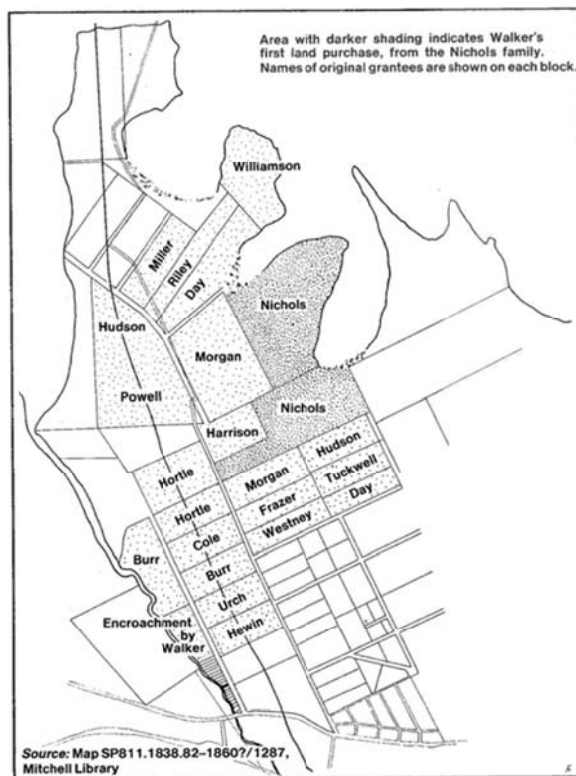 Area with darker shading indicates Walker's
first land purchase, from the Nichols family.
Names of original grantees are shown on each block.
Williamson
Miller
Riley
Day
Nichols
Hudson
Morgan
Powell
Nichols
Harrison
Hudson
Morgan
Hortle
Tuckwell
Frazer
Hortle
Day
Westney
Cole
Burr
Burr
Urch
Encroachment
by
Walker
Hewin
Source: Map SP811.1838.82–1860?/1287,
Mitchell Library